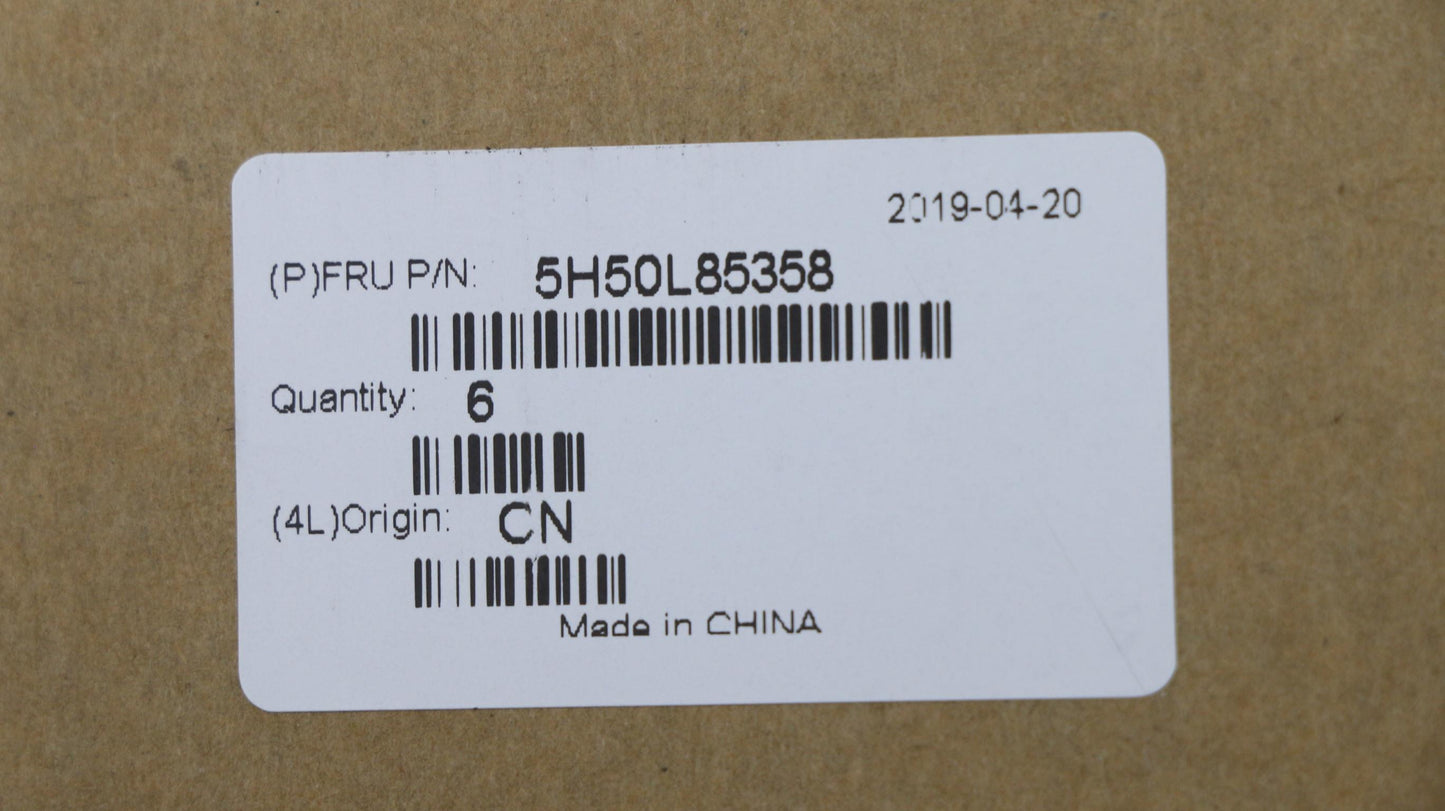 2019-04-20
(P)FRU P/N: 5H50L85358
Quantity: 6
(4L)Origin: CN
Made in CHINA